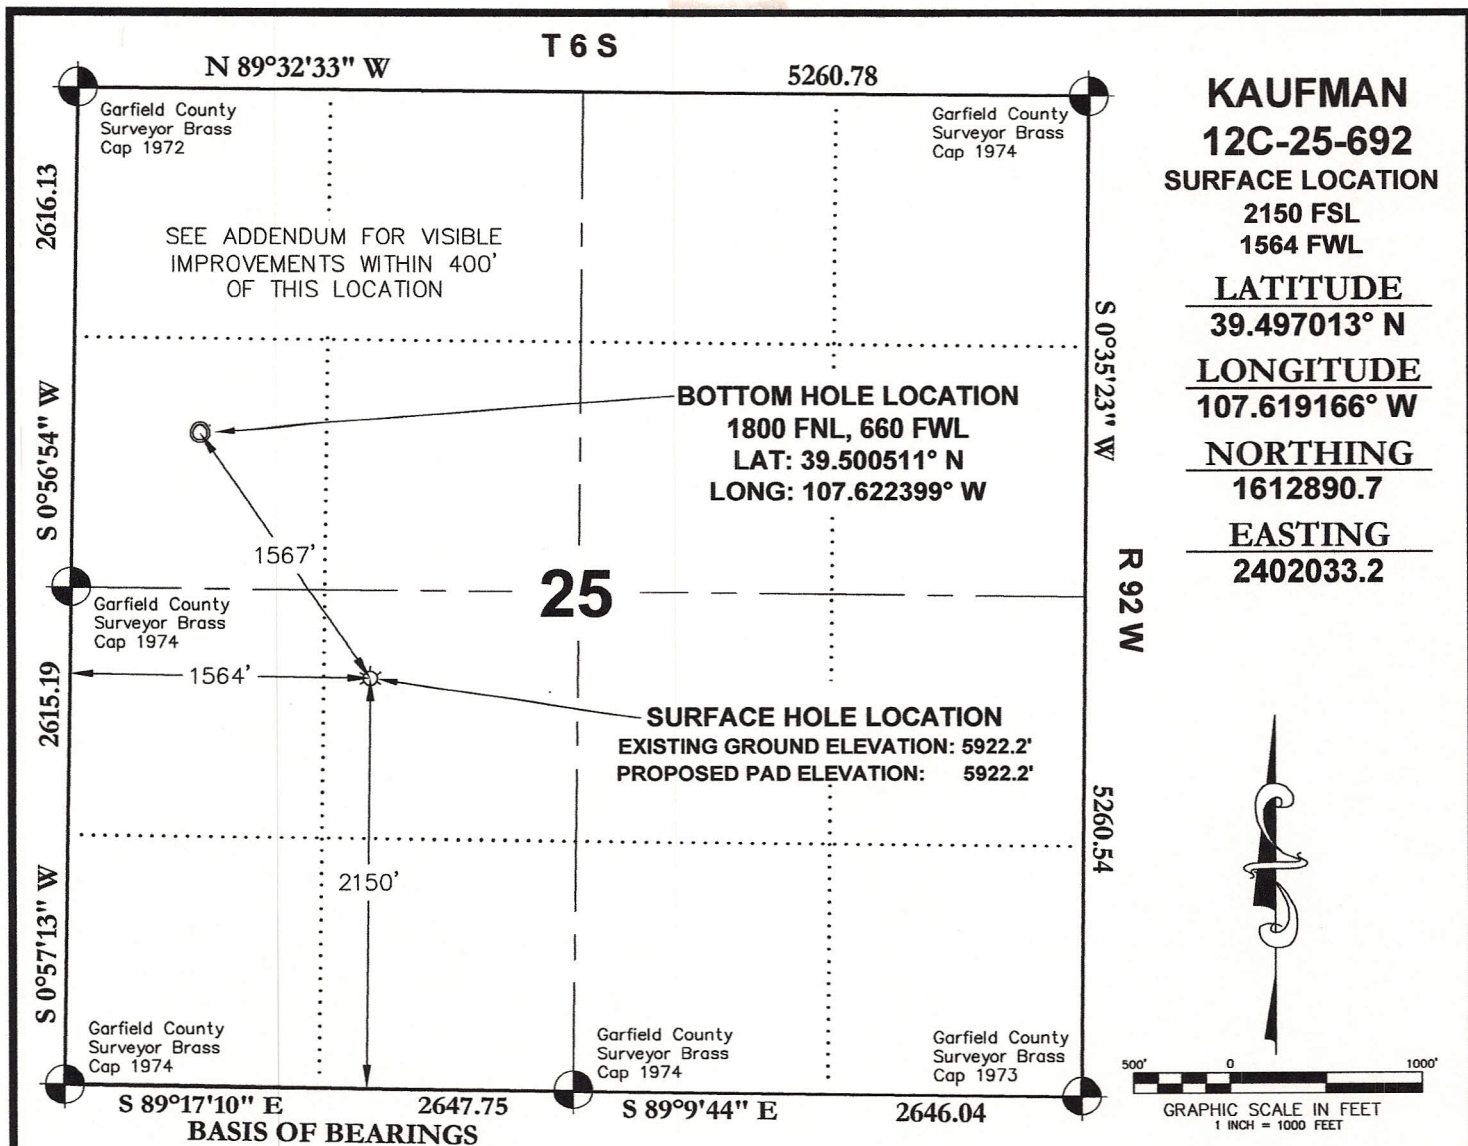 T 6 S
N 89°32'33" W
5260.78
Garfield County
Surveyor Brass
Cap 1972
Garfield County
Surveyor Brass
Cap 1974
KAUFMAN
12C-25-692
SURFACE LOCATION
2150 FSL
1564 FWL
LATITUDE
39.497013° N
LONGITUDE
107.619166° W
NORTHING
1612890.7
EASTING
2402033.2
2616.13
SEE ADDENDUM FOR VISIBLE
IMPROVEMENTS WITHIN 400'
OF THIS LOCATION
S 0°56'54" W
S 0°35'23" W
BOTTOM HOLE LOCATION
1800 FNL, 660 FWL
LAT: 39.500511° N
LONG: 107.622399° W
1567'
25
R 92 W
Garfield County
Surveyor Brass
Cap 1974
1564'
2615.19
SURFACE HOLE LOCATION
EXISTING GROUND ELEVATION: 5922.2'
PROPOSED PAD ELEVATION: 5922.2'
5260.54
2150'
S 0°57'13" W
Garfield County
Surveyor Brass
Cap 1974
Garfield County
Surveyor Brass
Cap 1974
Garfield County
Surveyor Brass
Cap 1973
S 89°17'10" E
2647.75
S 89°9'44" E
2646.04
BASIS OF BEARINGS
500'
0
1000'
GRAPHIC SCALE IN FEET
1 INCH = 1000 FEET